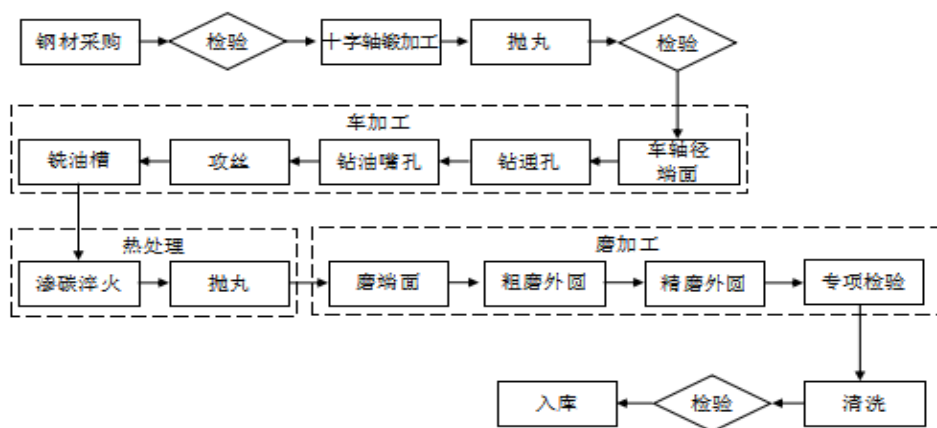 钢材采购
检验
十字轴锻加工
抛丸
检验
车加工
铣油槽
攻丝
钻油嘴孔
钻通孔
车轴径
端面
热处理
磨加工
渗碳淬火
抛丸
磨端面
粗磨外圆
精磨外圆
专项检验
入库
检验
清洗